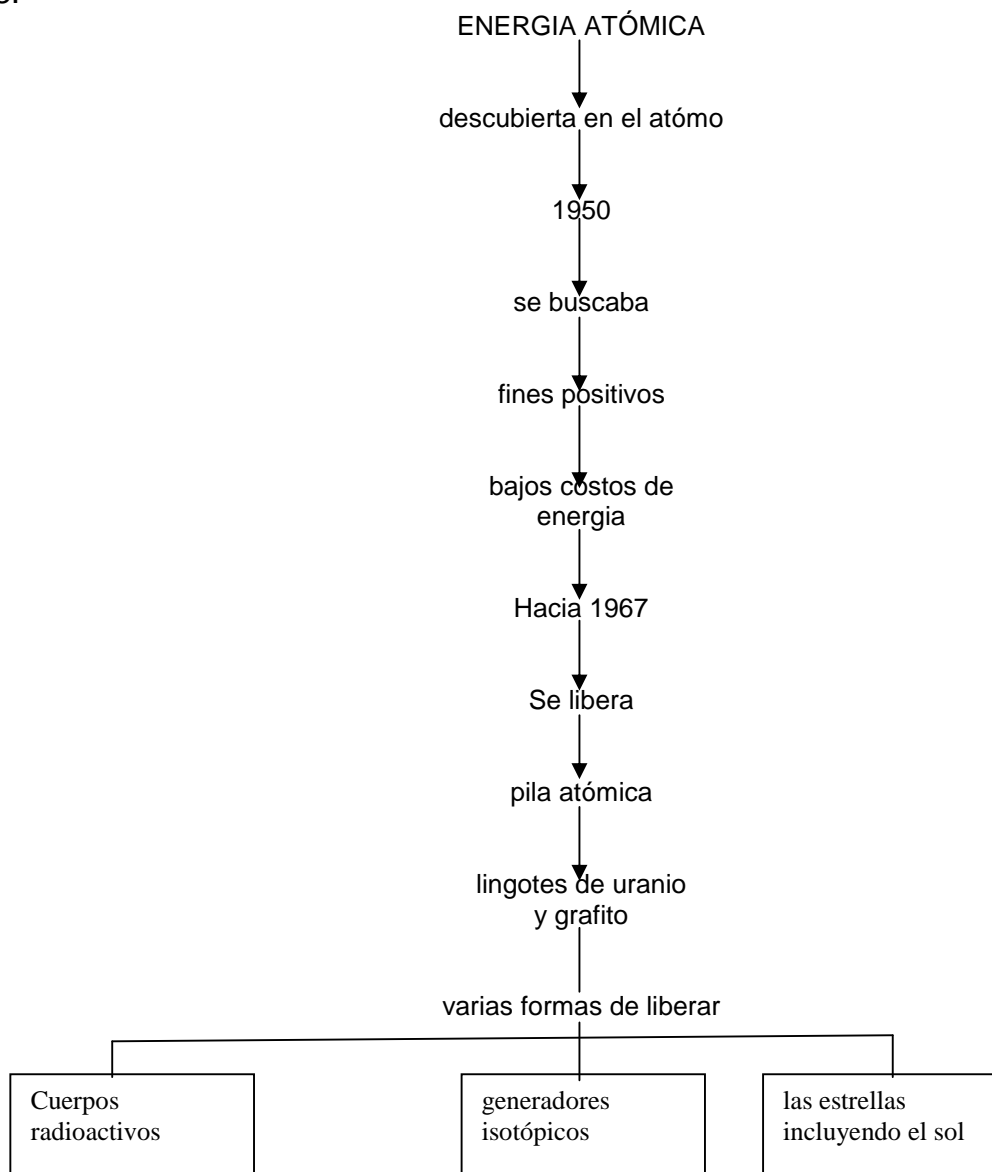 ENERGIA ATÓMICA
descubierta en el atómo
1950
se buscaba
fines positivos
bajos costos de
energia
Hacia 1967
Se libera
pila atómica
lingotes de uranio
y grafito
varias formas de liberar
Cuerpos
radioactivos
generadores
isotópicos
las estrellas
incluyendo el sol